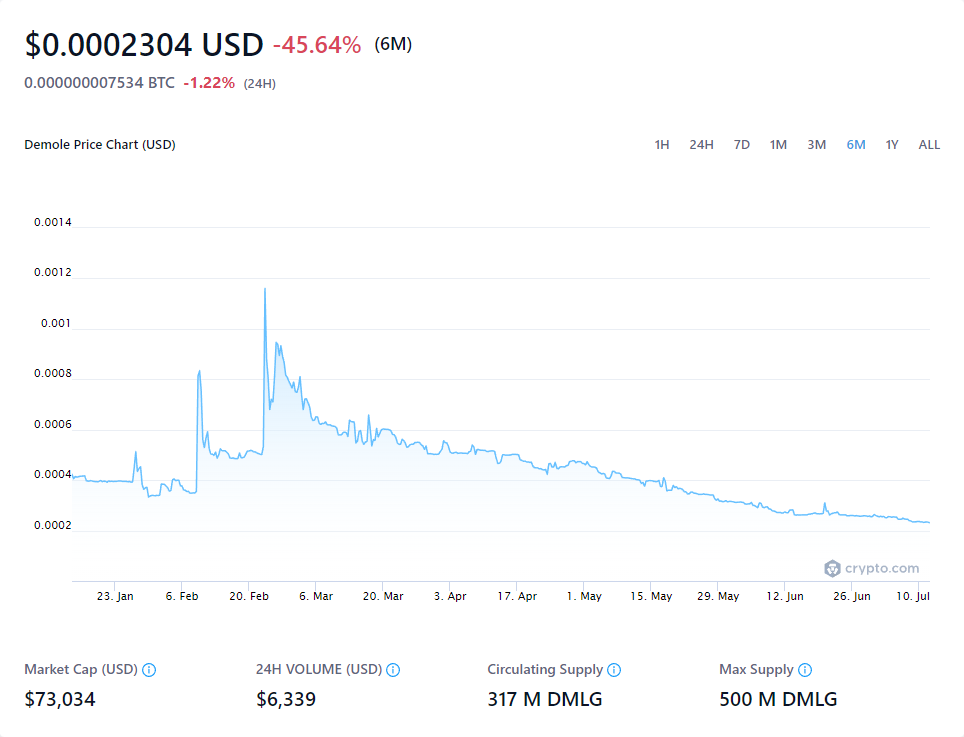 $0.0002304 USD -45.64% (6M)
0.000000007534 BTC -1.22% (24H)
Demole Price Chart (USD) 1H 24H 7D 1M 3M 6M 1Y ALL
0.0014
0.0012
0.001
0.0008
0.0006
0.0004
0.0002
crypto.com
23. Jan 6. Feb 20. Feb 6. Mar 20. Mar 3. Apr 17. Apr 1. May 15. May 29. May 12. Jun 26. Jun 10. Jul
Market Cap (USD) 24H VOLUME (USD) Circulating Supply Max Supply
$73,034 $6,339 317 M DMLG 500 M DMLG